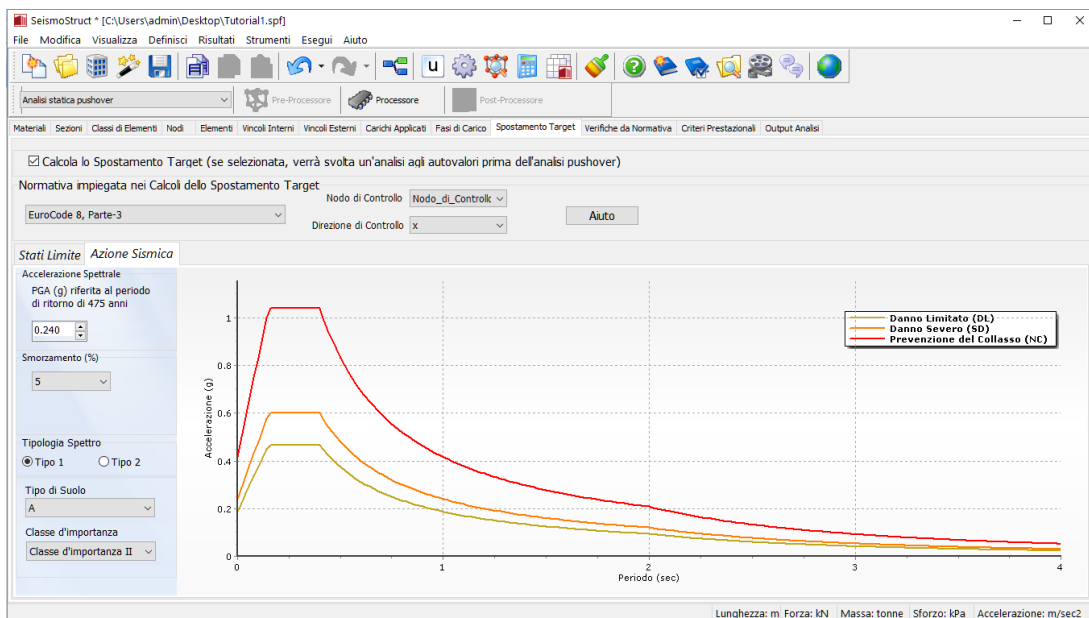 SeismoStruct * [C:\Users\admin\Desktop\Tutorial1.spf]
File Modifica Visualizza Definisci Risultati Strumenti Esegui Aiuto
u
Analisi statica pushover Pre-Processore Processore Post-Processore
Materiali Sezioni Classi di Elementi Nodi Elementi Vincoli Interni Vincoli Esterni Carichi Applicati Fasi di Carico Spostamento Target Verifiche da Normativa Criteri Prestazionali Output Analisi
Calcola lo Spostamento Target (se selezionata, verrà svolta un'analisi agli autovalori prima dell'analisi pushover)
Normativa impiegata nei Calcoli dello Spostamento Target
EuroCode 8, Parte-3
Nodo di Controllo Nodo_di_Controllc
Direzione di Controllo x
Aiuto
Stati Limite Azione Sismica
Accelerazione Spettrale
PGA (g) riferita al periodo
di ritorno di 475 anni
0.240
Smorzamento (%)
5
Tipologia Spettro
Tipo 1 Tipo 2
Tipo di Suolo
A
Classe d'importanza
Classe d'importanza II
Accelerazione (g)
1
0.8
0.6
0.4
0.2
0
0 1 2 3 4
Periodo (sec)
Danno Limitato (DL)
Danno Severo (SD)
Prevenzione del Collasso (NC)
Lunghezza: m Forza: kN Massa: tonne Sforzo: kPa Accelerazione: m/sec2